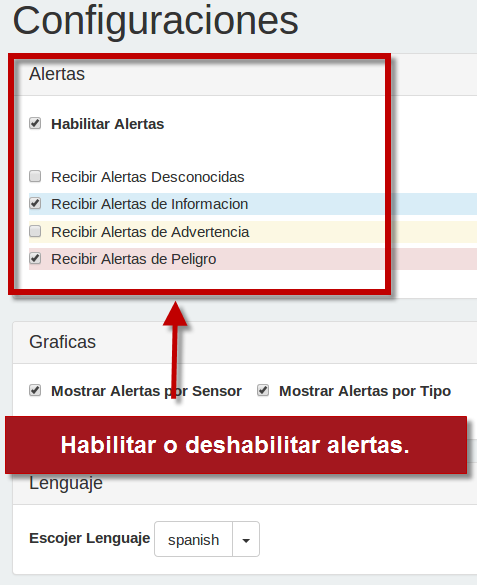 Configuraciones
Alertas
Habilitar Alertas
Recibir Alertas Desconocidas
Recibir Alertas de Informacion
Recibir Alertas de Advertencia
Recibir Alertas de Peligro
Graficas
Mostrar Alertas por Sensor Mostrar Alertas por Tipo
Habilitar o deshabilitar alertas.
Lenguaje
Escojer Lenguaje spanish